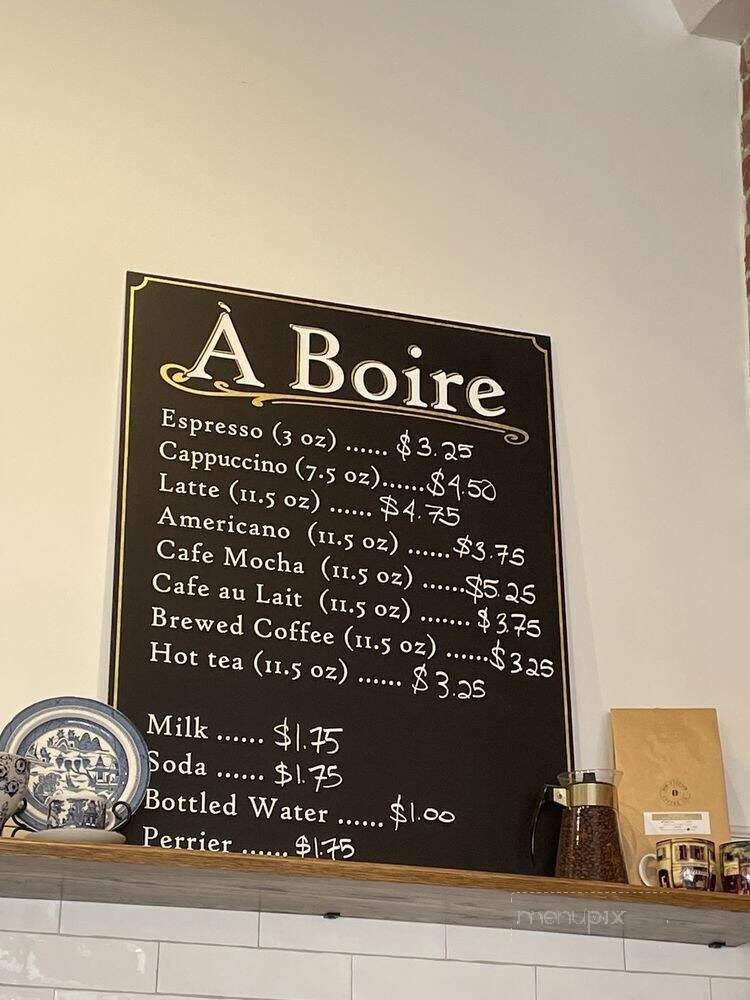 À Boire
Espresso (3 oz) ...... $3.25
Cappuccino (7.5 oz)......$4.50
Latte (11.5 oz) ...... $4.75
Americano (11.5 oz) ......$3.75
Cafe Mocha (11.5 oz) ......$5.25
Cafe au Lait (11.5 oz) ....... $3.75
Brewed Coffee (11.5 oz) ......$3.25
Hot tea (11.5 oz) ...... $3.25
Milk ...... $1.75
Soda ...... $1.75
Bottled Water ......$1.00
Perrier ...... $1.75
menupix